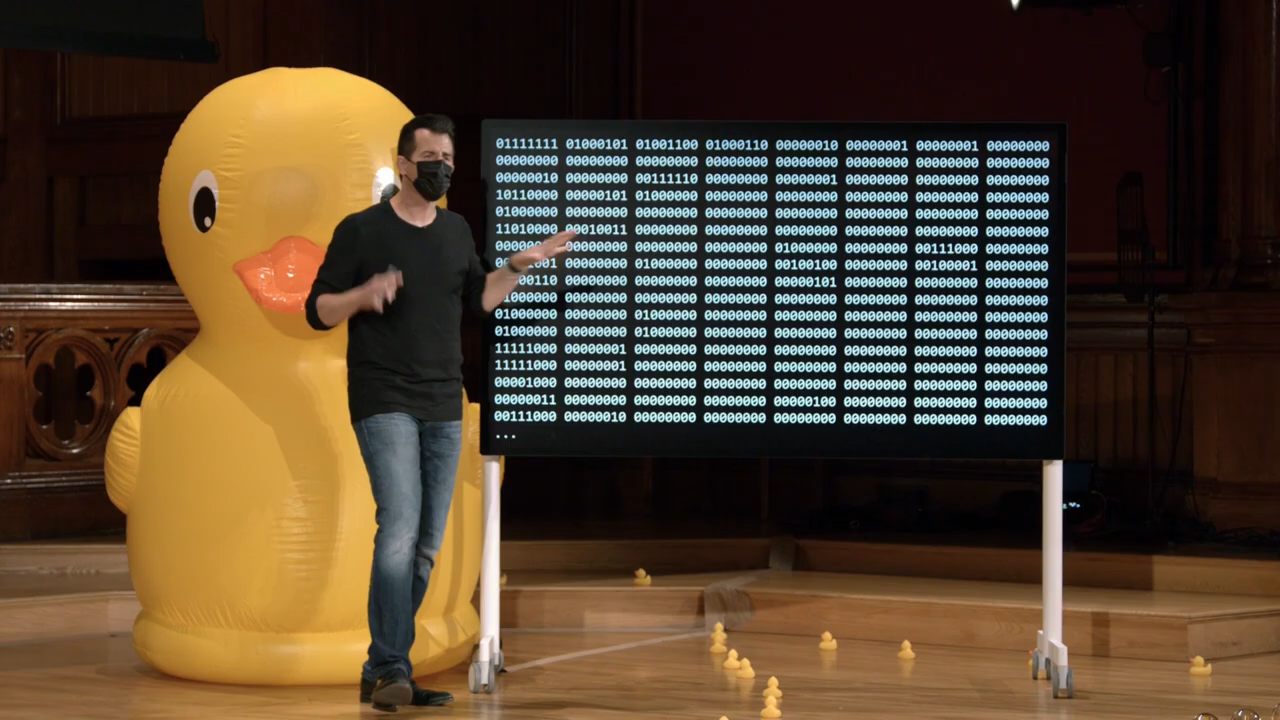 01111111 01000101 01001100 01000110 00000010 00000001 00000001 00000000
00000000 00000000 00000000 00000000 00000000 00000000 00000000 00000000
00000010 00000000 00111110 00000000 00000001 00000000 00000000 00000000
10110000 00000101 01000000 00000000 00000000 00000000 00000000 00000000
01000000 00000000 00000000 00000000 00000000 00000000 00000000 00000000
11010000 00010011 00000000 00000000 00000000 00000000 00000000 00000000
00000000 00000000 00000000 01000000 00000000 00111000 00000000
00000000 01000000 00000000 00100100 00000000 00100001 00000000
00000000 00000000 00000000 00000101 00000000 00000000 00000000
00000000 00000000 00000000 00000000 00000000 00000000 00000000
01000000 00000000 01000000 00000000 00000000 00000000 00000000 00000000
01000000 00000000 01000000 00000000 00000000 00000000 00000000 00000000
11111000 00000001 00000000 00000000 00000000 00000000 00000000 00000000
11111000 00000001 00000000 00000000 00000000 00000000 00000000 00000000
00001000 00000000 00000000 00000000 00000000 00000000 00000000 00000000
00000011 00000000 00000000 00000000 00000100 00000000 00000000 00000000
00111000 00000010 00000000 00000000 00000000 00000000 00000000 00000000
...